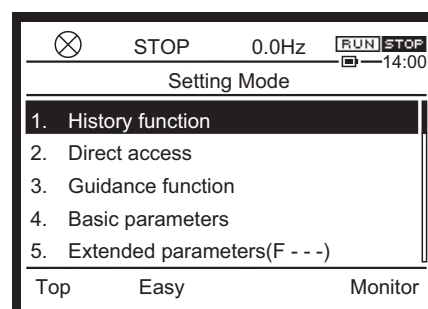 STOP 0.0Hz RUN STOP
14:00
Setting Mode
1. History function
2. Direct access
3. Guidance function
4. Basic parameters
5. Extended parameters(F - - -)
Top Easy Monitor